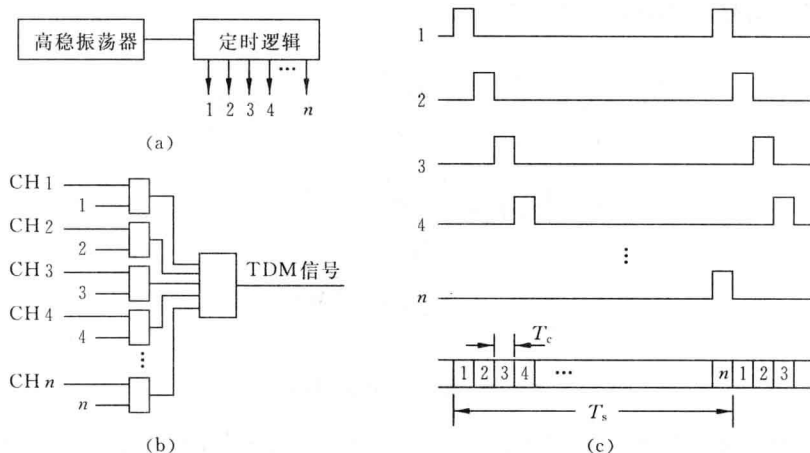 高稳振荡器
定时逻辑
1 2 3 4 … n
(a)
CH 1
1
CH 2
2
CH 3
3
CH 4
4
⋮
CH n
n
TDM信号
(b)
1
2
3
4
⋮
n
T_c
1 2 3 4 … n 1 2 3
T_s
(c)